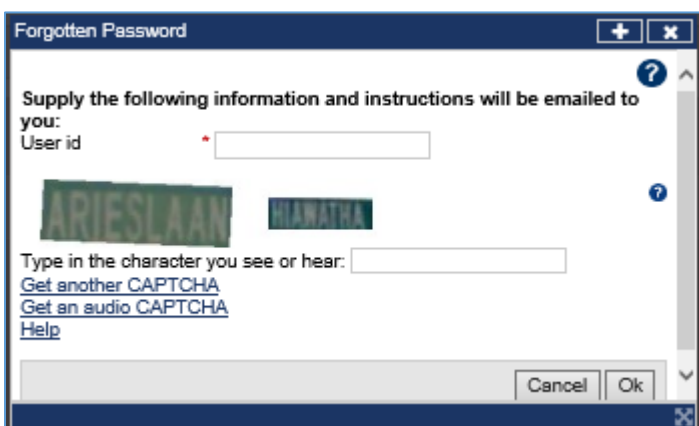 Forgotten Password
Supply the following information and instructions will be emailed to
you:
User id *
ARIESLAAN HIAWATHA
Type in the character you see or hear:
Get another CAPTCHA
Get an audio CAPTCHA
Help
Cancel Ok